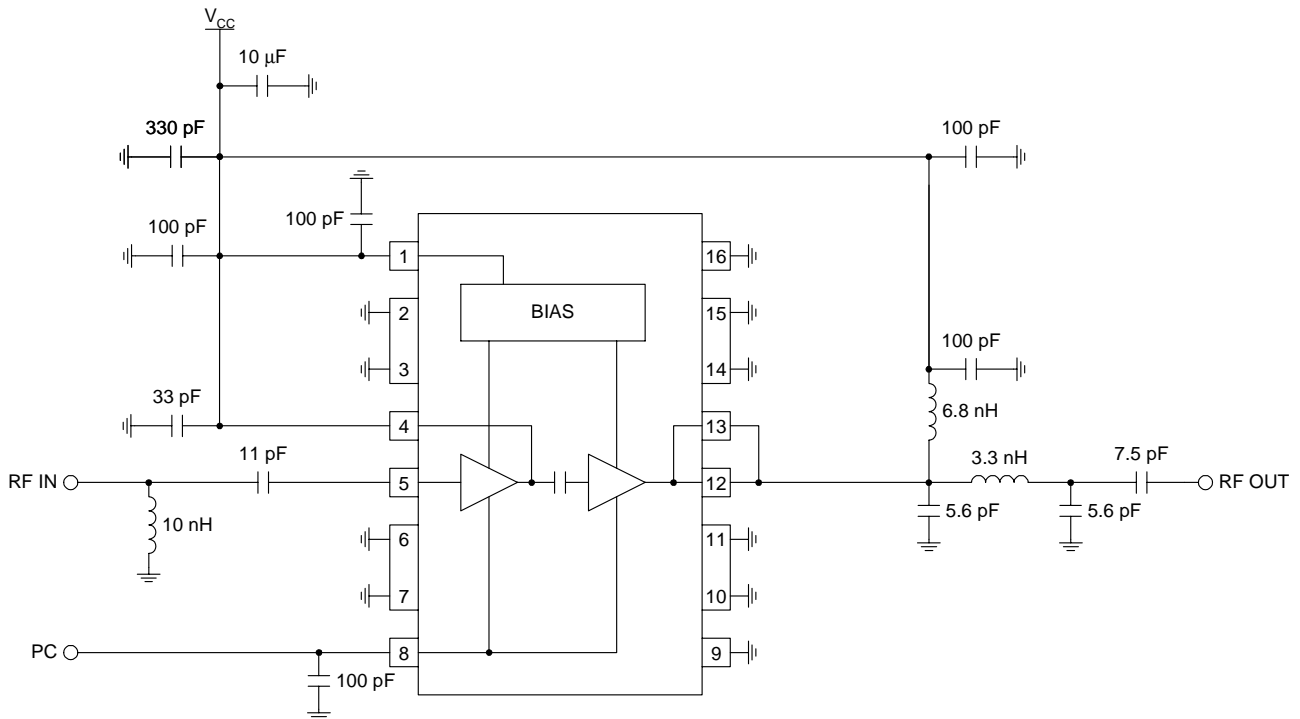 VCC
10 μF
330 pF
100 pF
100 pF
100 pF
1
16
2
BIAS
15
3
14
100 pF
33 pF
4
13
6.8 nH
RF IN
11 pF
5
12
3.3 nH
7.5 pF
RF OUT
10 nH
5.6 pF
5.6 pF
6
11
7
10
PC
8
9
100 pF